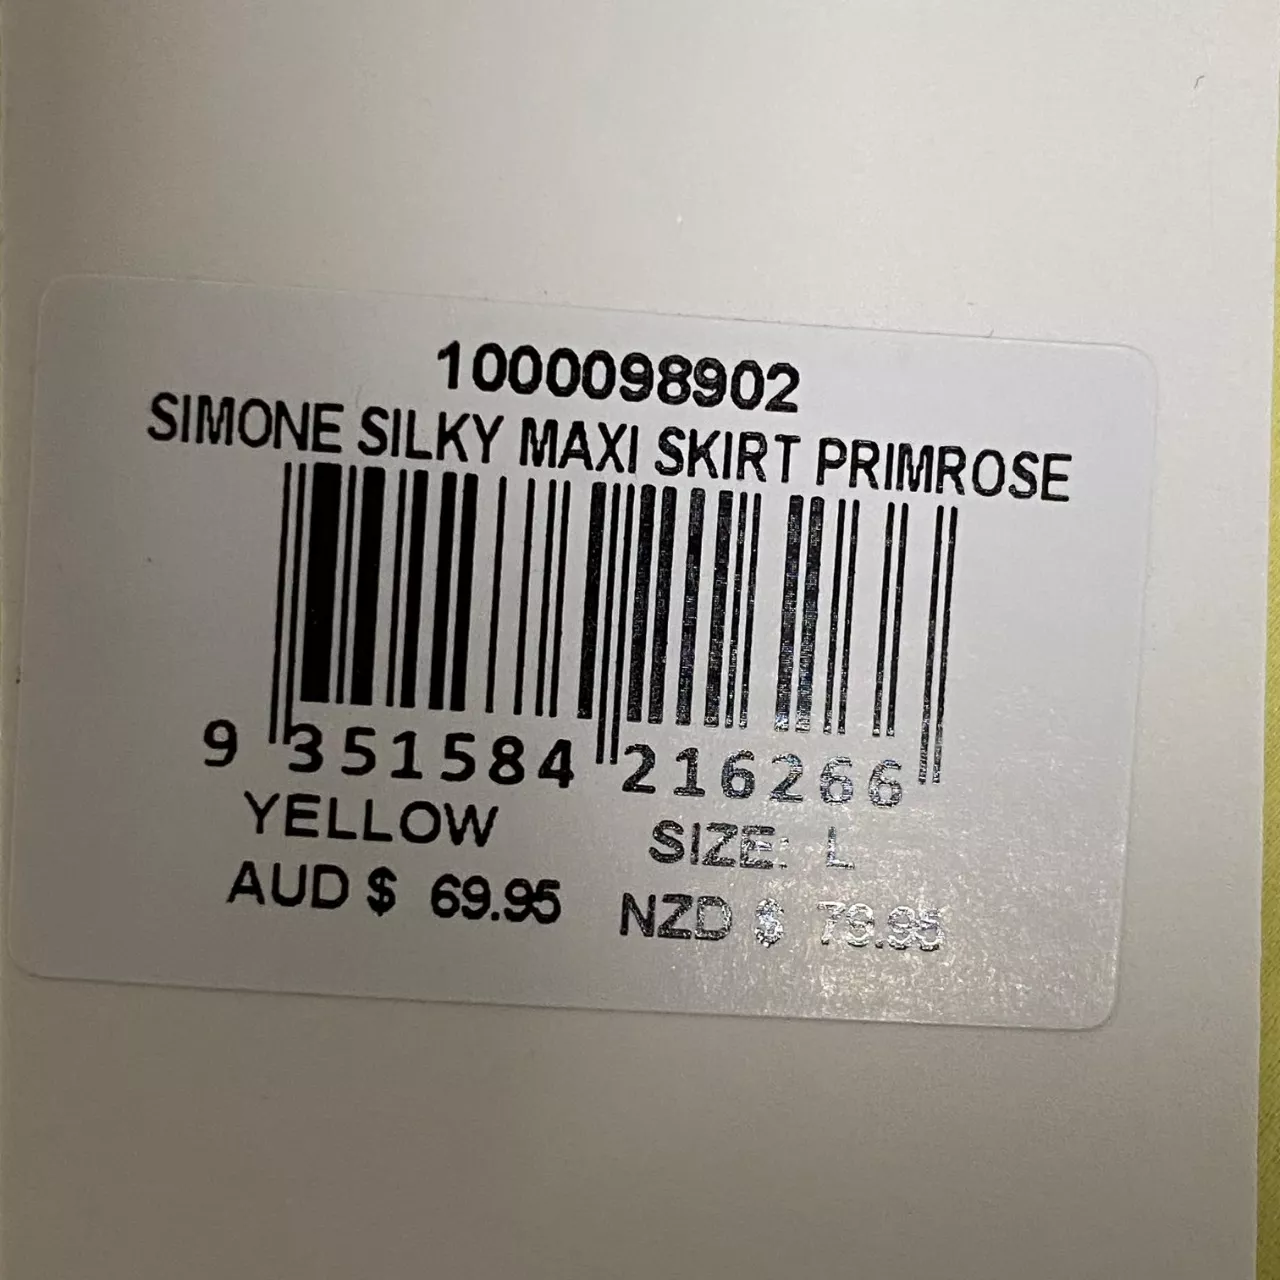 1000098902
SIMONE SILKY MAXI SKIRT PRIMROSE
9 351584 216266
YELLOW SIZE: L
AUD $ 69.95 NZD $ 79.95